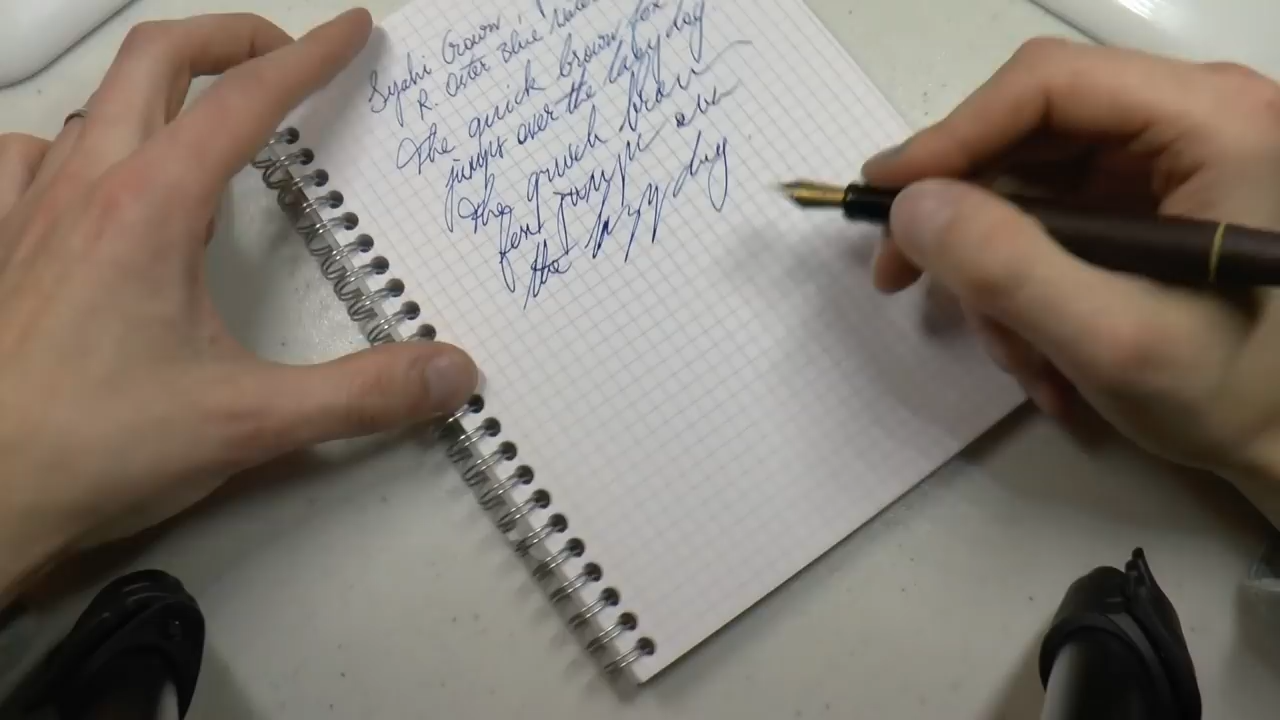 Syahi Crown,
R. Oster Blue
The quick brown fox
jumps over the lazy dog
The quick brown
fox jumps over
the lazy dog